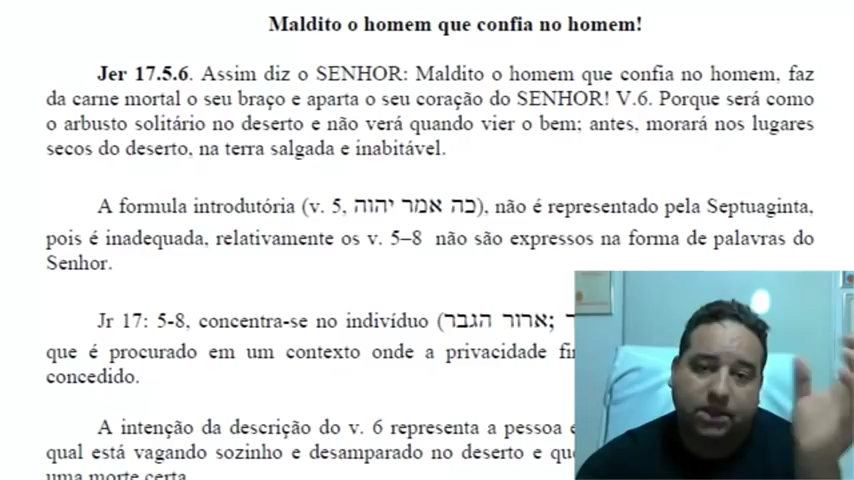 Maldito o homem que confia no homem!
Jer 17.5.6. Assim diz o SENHOR: Maldito o homem que confia no homem, faz
da carne mortal o seu braço e aparta o seu coração do SENHOR! V.6. Porque será como
o arbusto solitário no deserto e não verá quando vier o bem; antes, morará nos lugares
secos do deserto, na terra salgada e inabitável.
A formula introdutória (v. 5, כה אמר יהוה), não é representado pela Septuaginta,
pois é inadequada, relativamente os v. 5–8 não são expressos na forma de palavras do
Senhor.
Jr 17: 5-8, concentra-se no indivíduo (ארור הגבר;
que é procurado em um contexto onde a privacidade
concedido.
A intenção da descrição do v. 6 representa a pessoa
qual está vagando sozinho e desamparado no deserto e
uma morte certa